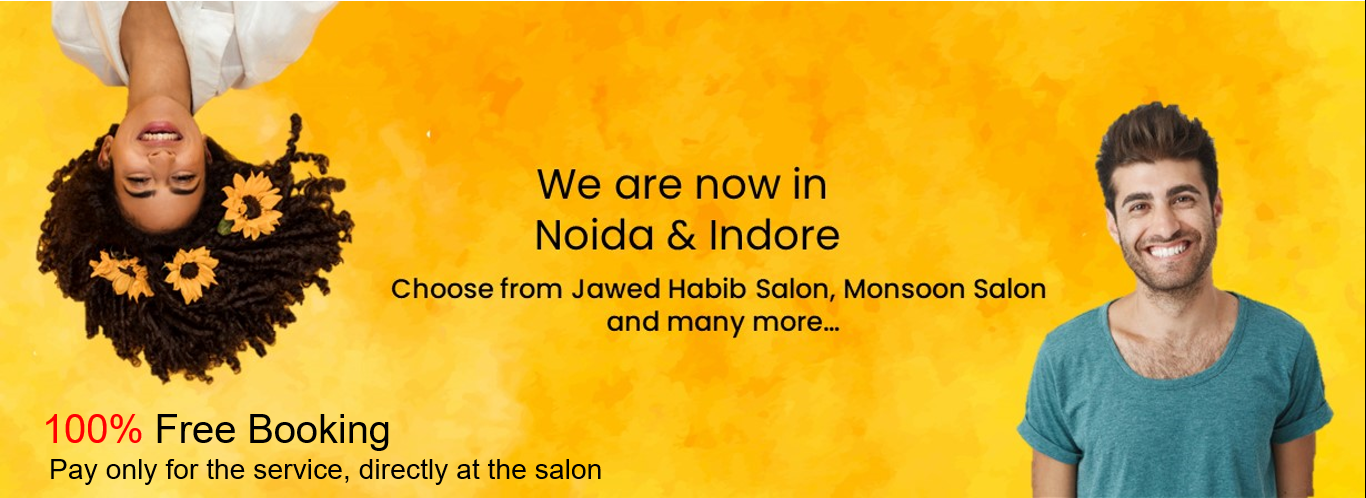 We are now in
Noida & Indore
Choose from Jawed Habib Salon, Monsoon Salon
and many more...
100% Free Booking
Pay only for the service, directly at the salon